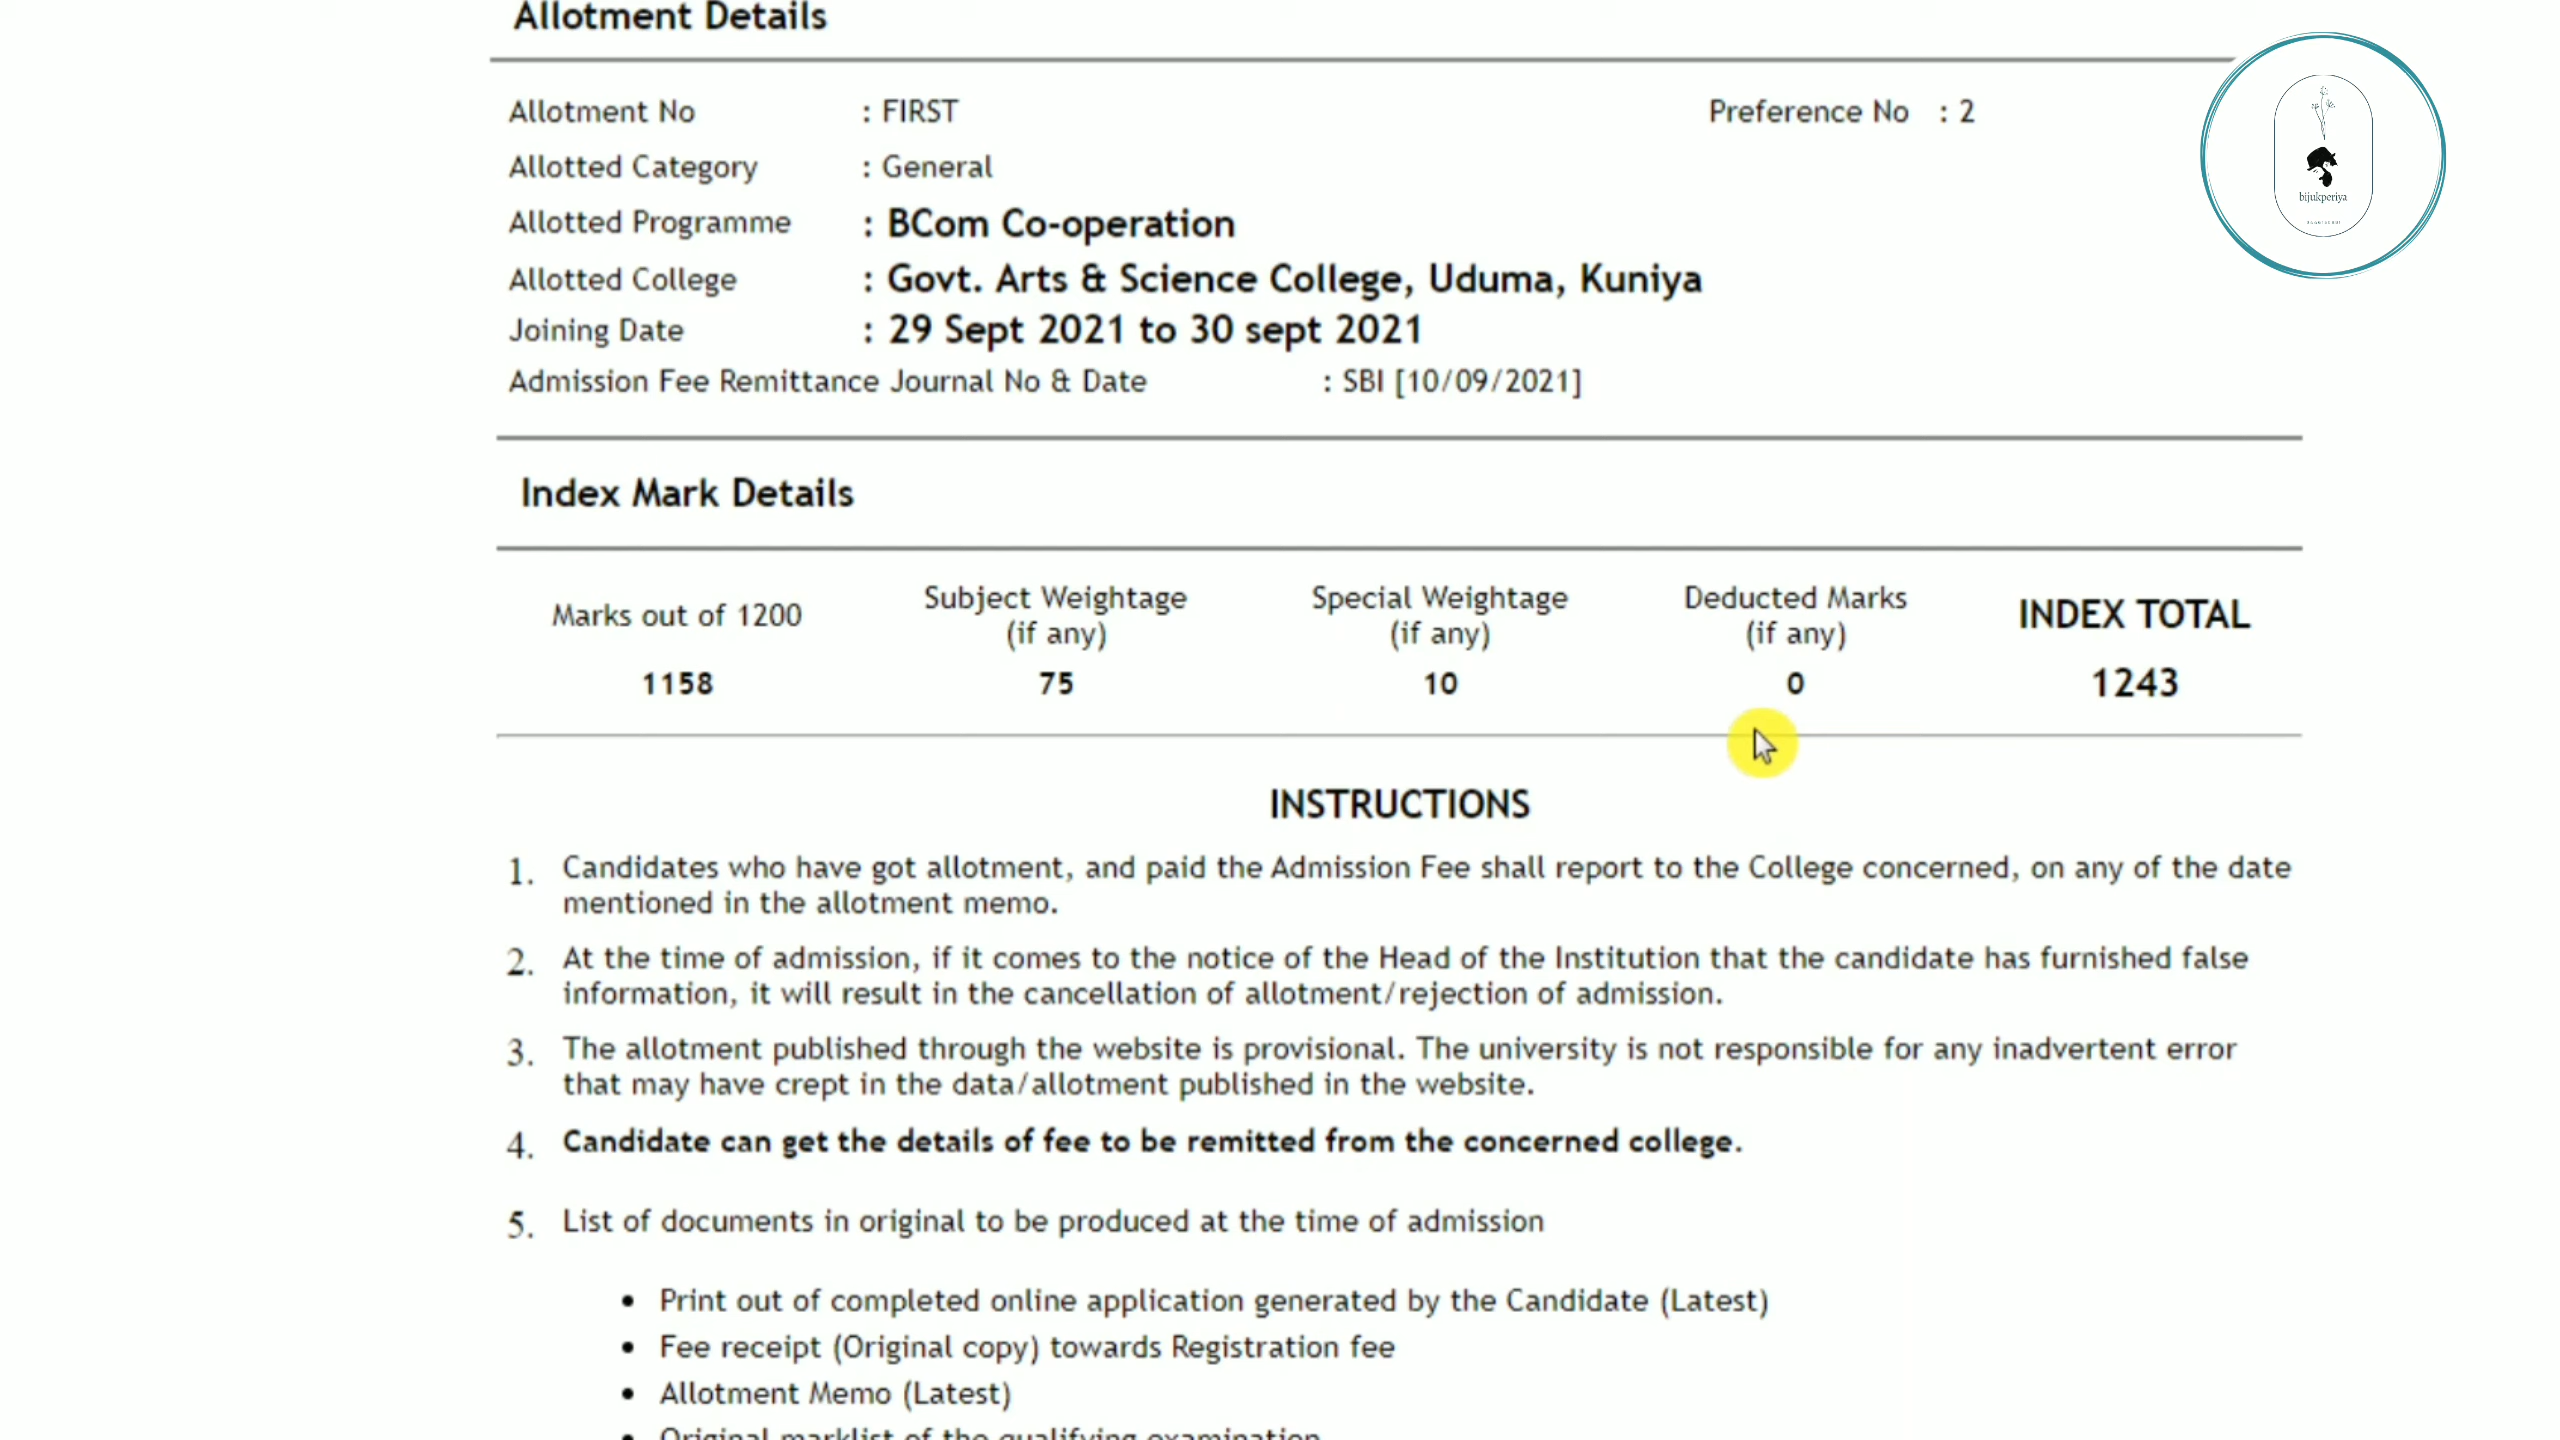 Allotment Details
Allotment No : FIRST Preference No : 2
Allotted Category : General
Allotted Programme : BCom Co-operation
Allotted College : Govt. Arts & Science College, Uduma, Kuniya
Joining Date : 29 Sept 2021 to 30 sept 2021
Admission Fee Remittance Journal No & Date : SBI [10/09/2021]
bijukperiya
Index Mark Details
Marks out of 1200 Subject Weightage (if any) Special Weightage (if any) Deducted Marks (if any) INDEX TOTAL
1158 75 10 0 1243
INSTRUCTIONS
1. Candidates who have got allotment, and paid the Admission Fee shall report to the College concerned, on any of the date
mentioned in the allotment memo.
2. At the time of admission, if it comes to the notice of the Head of the Institution that the candidate has furnished false
information, it will result in the cancellation of allotment/rejection of admission.
3. The allotment published through the website is provisional. The university is not responsible for any inadvertent error
that may have crept in the data/allotment published in the website.
4. Candidate can get the details of fee to be remitted from the concerned college.
5. List of documents in original to be produced at the time of admission
• Print out of completed online application generated by the Candidate (Latest)
• Fee receipt (Original copy) towards Registration fee
• Allotment Memo (Latest)
• Original marklist of the qualifying examination